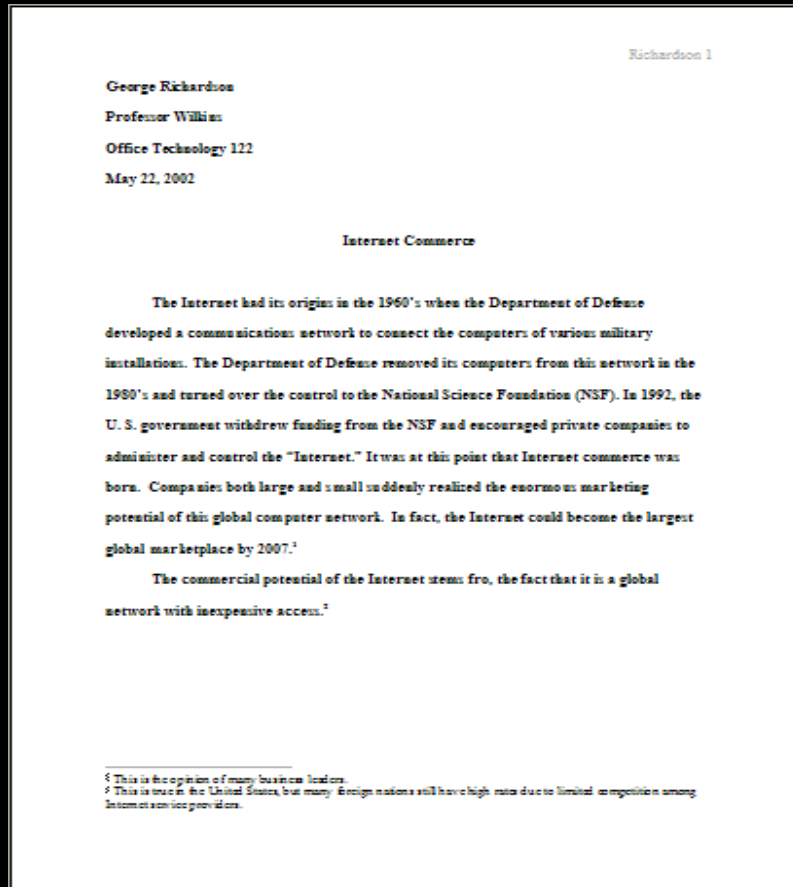 Richardson 1
George Richardson
Professor Wilkins
Office Technology 122
May 22, 2002
Internet Commerce
The Internet had its origins in the 1960's when the Department of Defense
developed a communications network to connect the computers of various military
installations. The Department of Defense removed its computers from this network in the
1980's and turned over the control to the National Science Foundation (NSF). In 1992, the
U. S. government withdrew funding from the NSF and encouraged private companies to
administer and control the “Internet.” It was at this point that Internet commerce was
born.  Companies both large and small suddenly realized the enormous marketing
potential of this global computer network.  In fact, the Internet could become the largest
global marketplace by 2007.¹
The commercial potential of the Internet stems fro, the fact that it is a global
network with inexpensive access.²
¹ This is the opinion of many business leaders.
² This is true in the United States, but many foreign nations still have high rates due to limited competition among
Internet service providers.